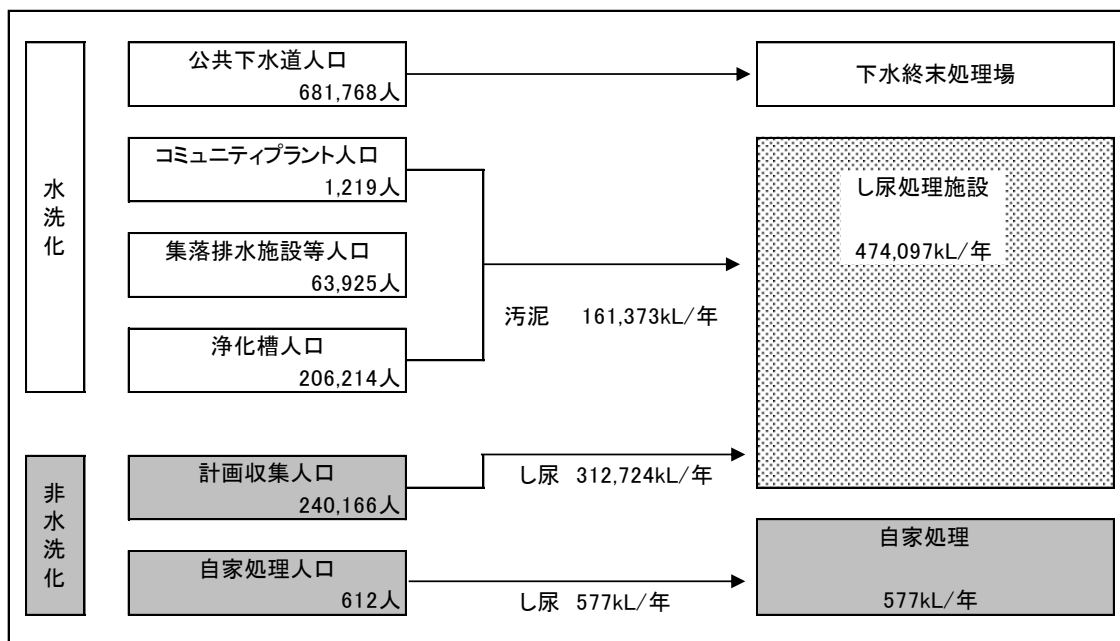 水洗化
公共下水道人口
681,768人
下水終末処理場
コミュニティプラント人口
1,219人
集落排水施設等人口
63,925人
浄化槽人口
206,214人
汚泥 161,373kL/年
し尿処理施設
474,097kL/年
非水洗化
計画収集人口
240,166人
し尿 312,724kL/年
自家処理人口
612人
し尿 577kL/年
自家処理
577kL/年